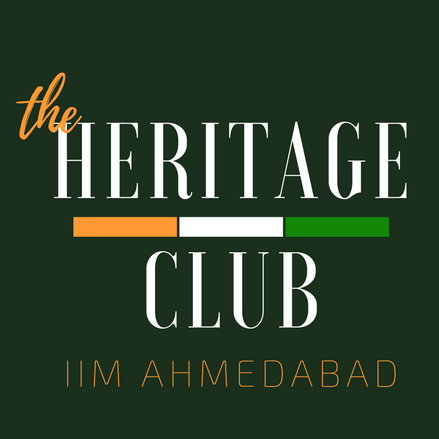 the
HERITAGE
CLUB
IIM AHMEDABAD